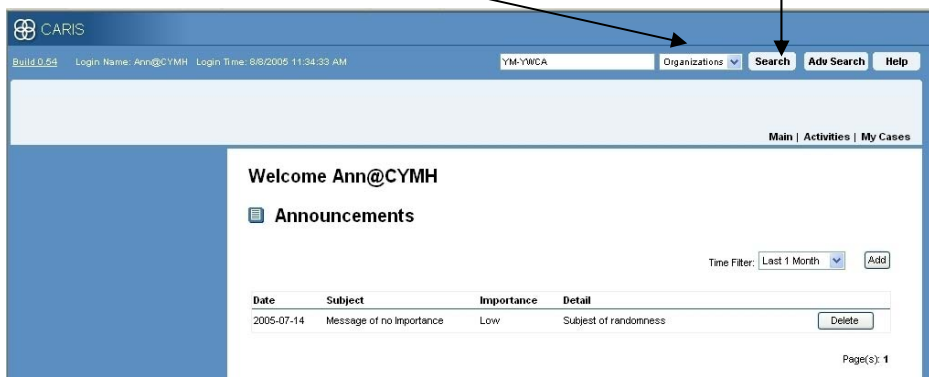 CARIS
Build 0.54 Login Name: Ann@CYMH Login Time: 8/8/2005 11:34:33 AM YM-YWCA Organizations Search Adv Search Help
Main | Activities | My Cases
Welcome Ann@CYMH
Announcements
Time Filter: Last 1 Month Add
Date Subject Importance Detail
2005-07-14 Message of no Importance Low Subjest of randomness Delete
Page(s): 1